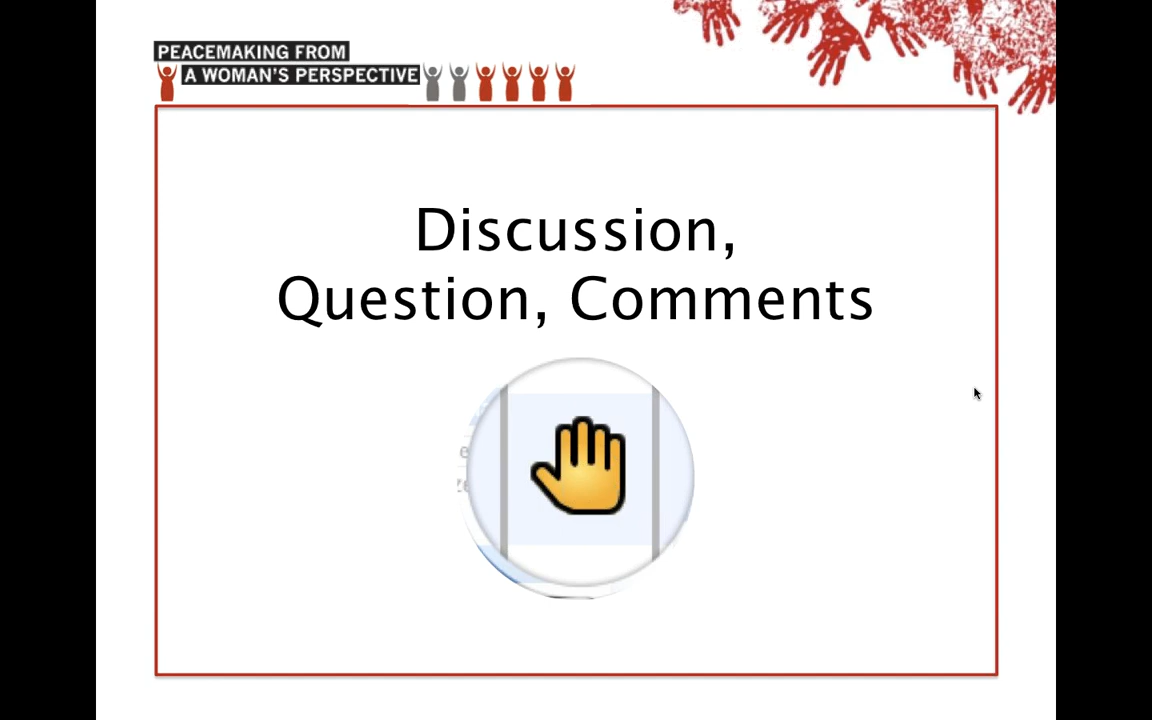 PEACEMAKING FROM
A WOMAN'S PERSPECTIVE
Discussion,
Question, Comments